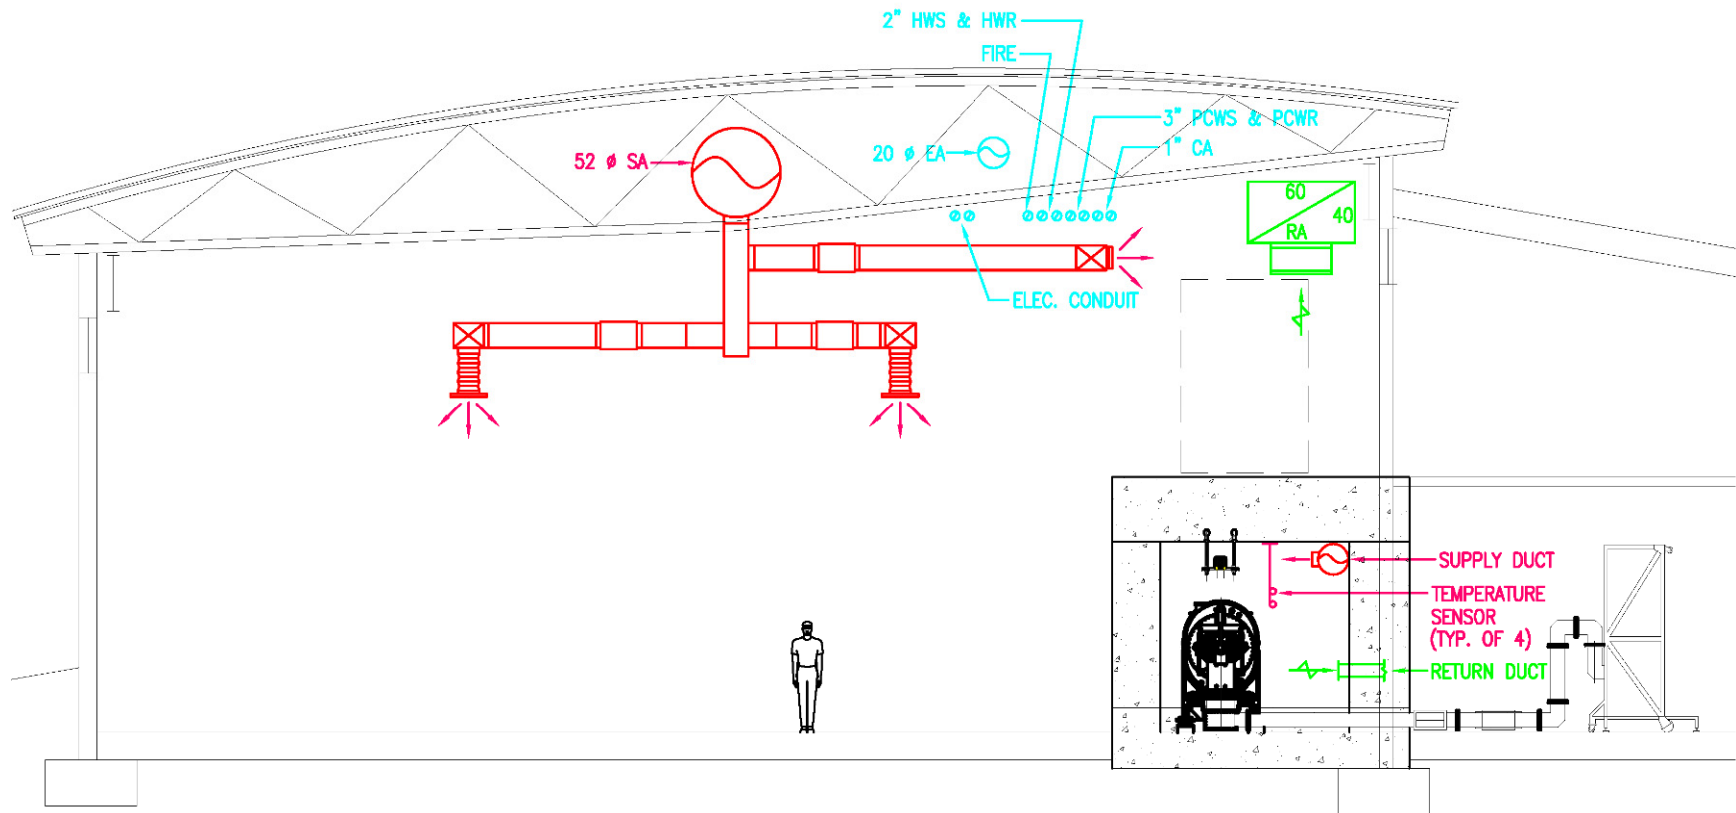 2" HWS & HWR
FIRE
3" PCWS & PCWR
1" CA
52 ø SA
20 ø EA
60
40
RA
ELEC. CONDUIT
SUPPLY DUCT
TEMPERATURE
SENSOR
(TYP. OF 4)
RETURN DUCT